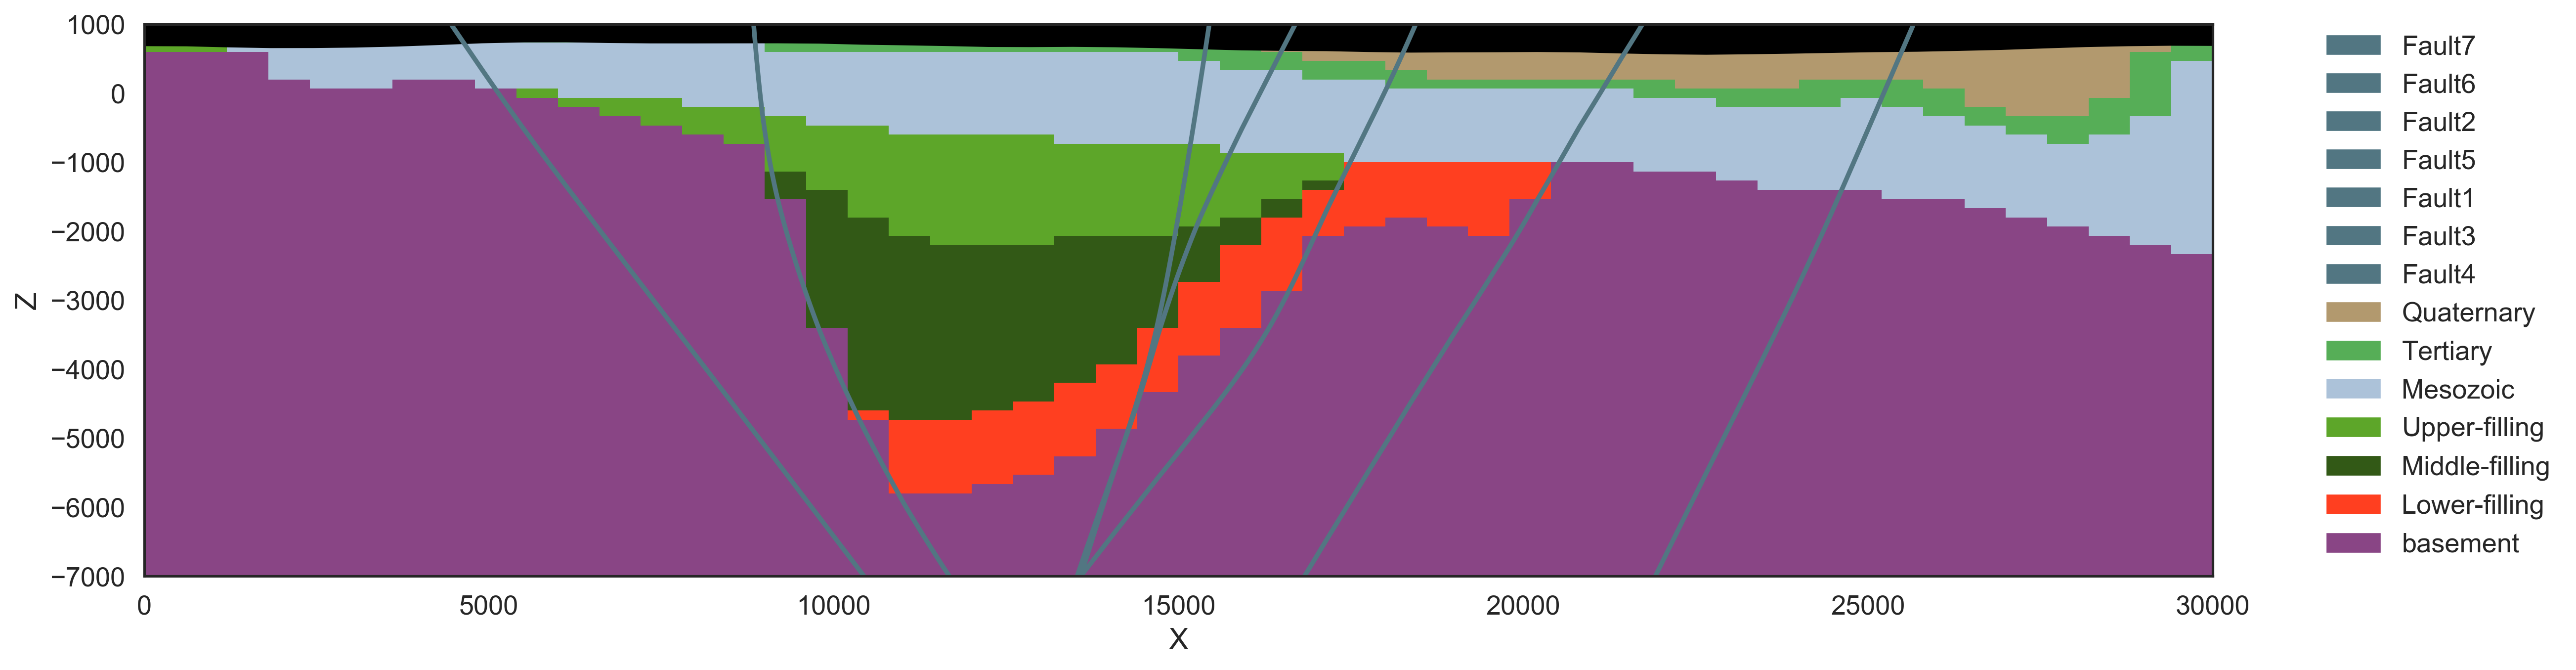 1000
0
−1000
−2000
−3000
−4000
−5000
−6000
−7000
Z
0 5000 10000 15000 20000 25000 30000
X
Fault7
Fault6
Fault2
Fault5
Fault1
Fault3
Fault4
Quaternary
Tertiary
Mesozoic
Upper-filling
Middle-filling
Lower-filling
basement